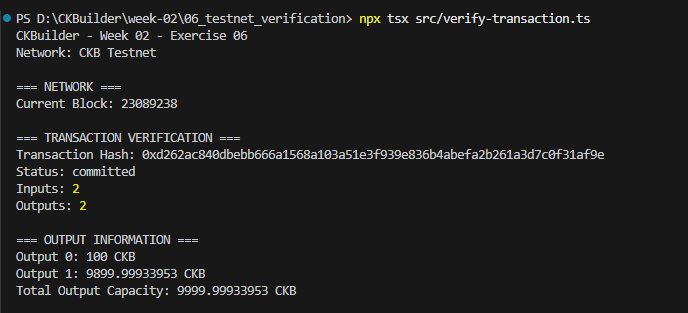 PS D:\CKBuilder\week-02\06_testnet_verification> npx tsx src/verify-transaction.ts
CKBuilder - Week 02 - Exercise 06
Network: CKB Testnet
=== NETWORK ===
Current Block: 23089238
=== TRANSACTION VERIFICATION ===
Transaction Hash: 0xd262ac840dbebb666a1568a103a51e3f939e836b4abefa2b261a3d7c0f31af9e
Status: committed
Inputs: 2
Outputs: 2
=== OUTPUT INFORMATION ===
Output 0: 100 CKB
Output 1: 9899.99933953 CKB
Total Output Capacity: 9999.99933953 CKB